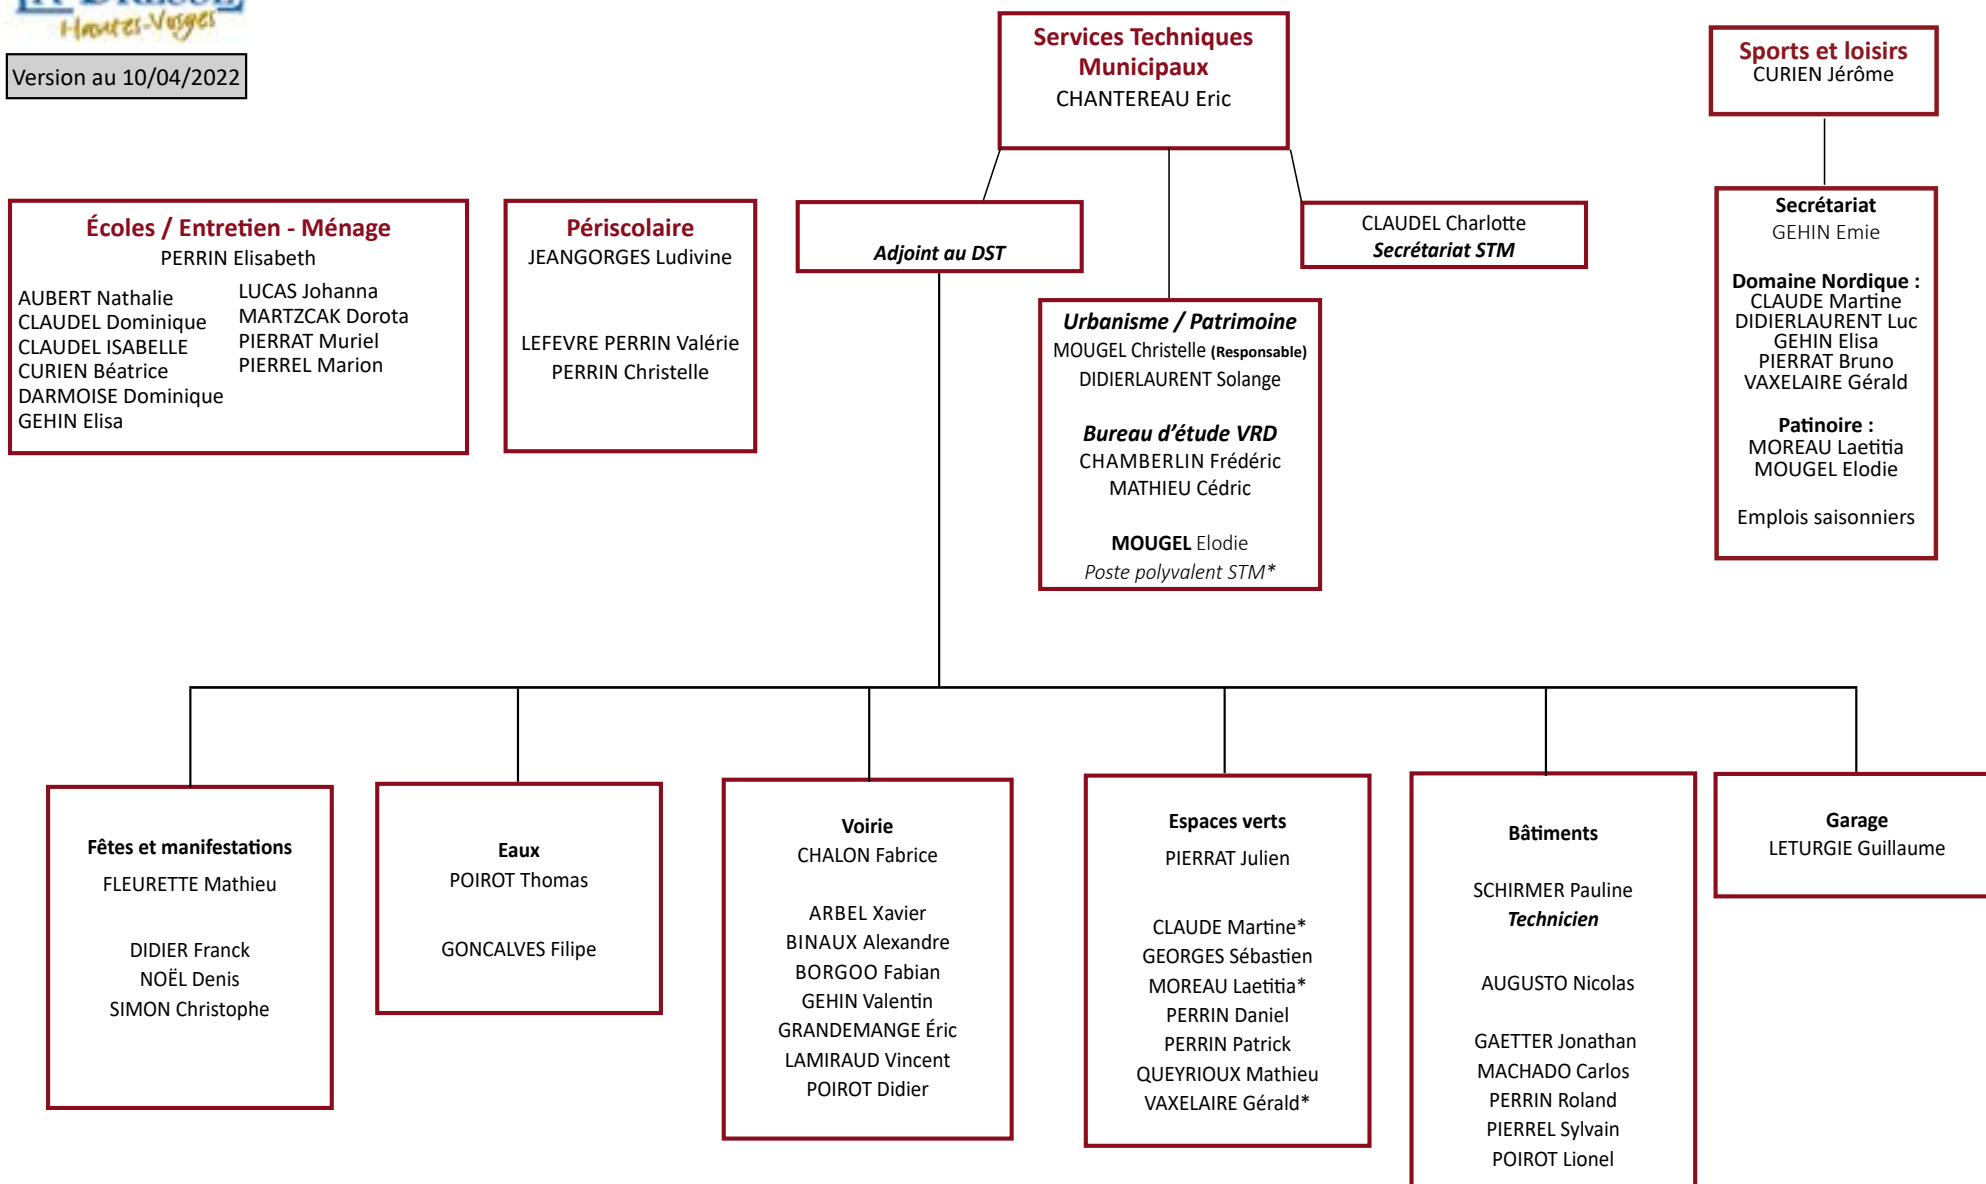 LA BRESSE
Hautes-Vosges
Version au 10/04/2022
Services Techniques
Municipaux
CHANTEREAU Eric
Sports et loisirs
CURIEN Jérôme
Écoles / Entretien - Ménage
PERRIN Elisabeth
AUBERT Nathalie
CLAUDEL Dominique
CLAUDEL ISABELLE
CURIEN Béatrice
DARMOISE Dominique
GEHIN Elisa
LUCAS Johanna
MARTZCAK Dorota
PIERRAT Muriel
PIERREL Marion
Périscolaire
JEANGORGES Ludivine
LEFEVRE PERRIN Valérie
PERRIN Christelle
Adjoint au DST
CLAUDEL Charlotte
Secrétariat STM
Urbanisme / Patrimoine
MOUGEL Christelle (Responsable)
DIDIERLAURENT Solange
Bureau d'étude VRD
CHAMBERLIN Frédéric
MATHIEU Cédric
MOUGEL Elodie
Poste polyvalent STM*
Secrétariat
GEHIN Emie
Domaine Nordique :
CLAUDE Martine
DIDIERLAURENT Luc
GEHIN Elisa
PIERRAT Bruno
VAXELAIRE Gérald
Patinoire :
MOREAU Laetitia
MOUGEL Elodie
Emplois saisonniers
Fêtes et manifestations
FLEURETTE Mathieu
DIDIER Franck
NOËL Denis
SIMON Christophe
Eaux
POIROT Thomas
GONCALVES Filipe
Voirie
CHALON Fabrice
ARBEL Xavier
BINAUX Alexandre
BORGOO Fabian
GEHIN Valentin
GRANDEMANGE Éric
LAMIRAUD Vincent
POIROT Didier
Espaces verts
PIERRAT Julien
CLAUDE Martine*
GEORGES Sébastien
MOREAU Laetitia*
PERRIN Daniel
PERRIN Patrick
QUEYRIOUX Mathieu
VAXELAIRE Gérald*
Bâtiments
SCHIRMER Pauline
Technicien
AUGUSTO Nicolas
GAETTER Jonathan
MACHADO Carlos
PERRIN Roland
PIERREL Sylvain
POIROT Lionel
Garage
LETURGIE Guillaume